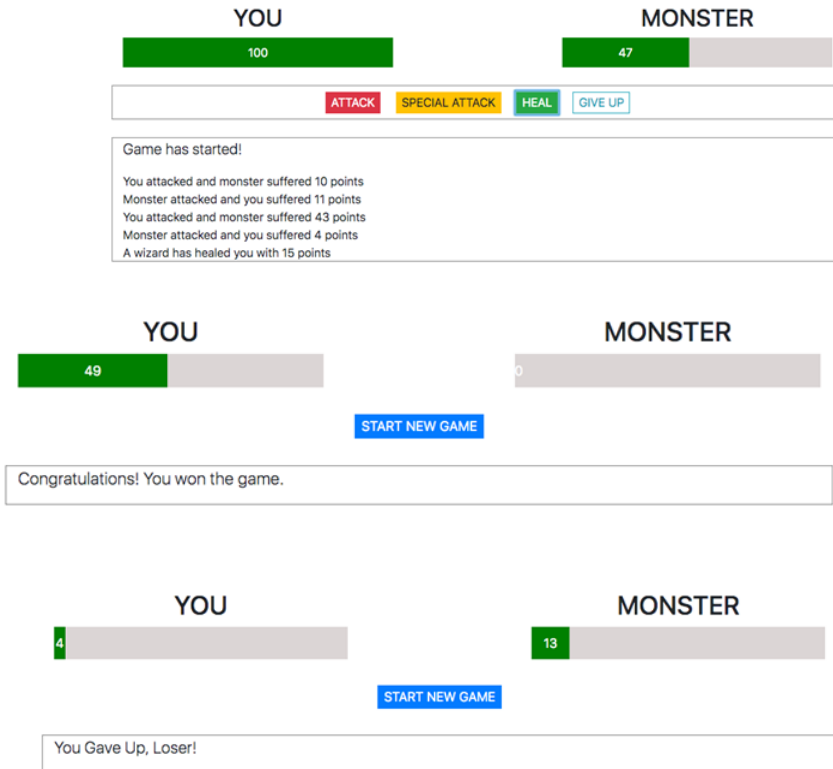 YOU MONSTER
100 47
ATTACK SPECIAL ATTACK HEAL GIVE UP
Game has started!
You attacked and monster suffered 10 points
Monster attacked and you suffered 11 points
You attacked and monster suffered 43 points
Monster attacked and you suffered 4 points
A wizard has healed you with 15 points
YOU MONSTER
49 0
START NEW GAME
Congratulations! You won the game.
YOU MONSTER
4 13
START NEW GAME
You Gave Up, Loser!